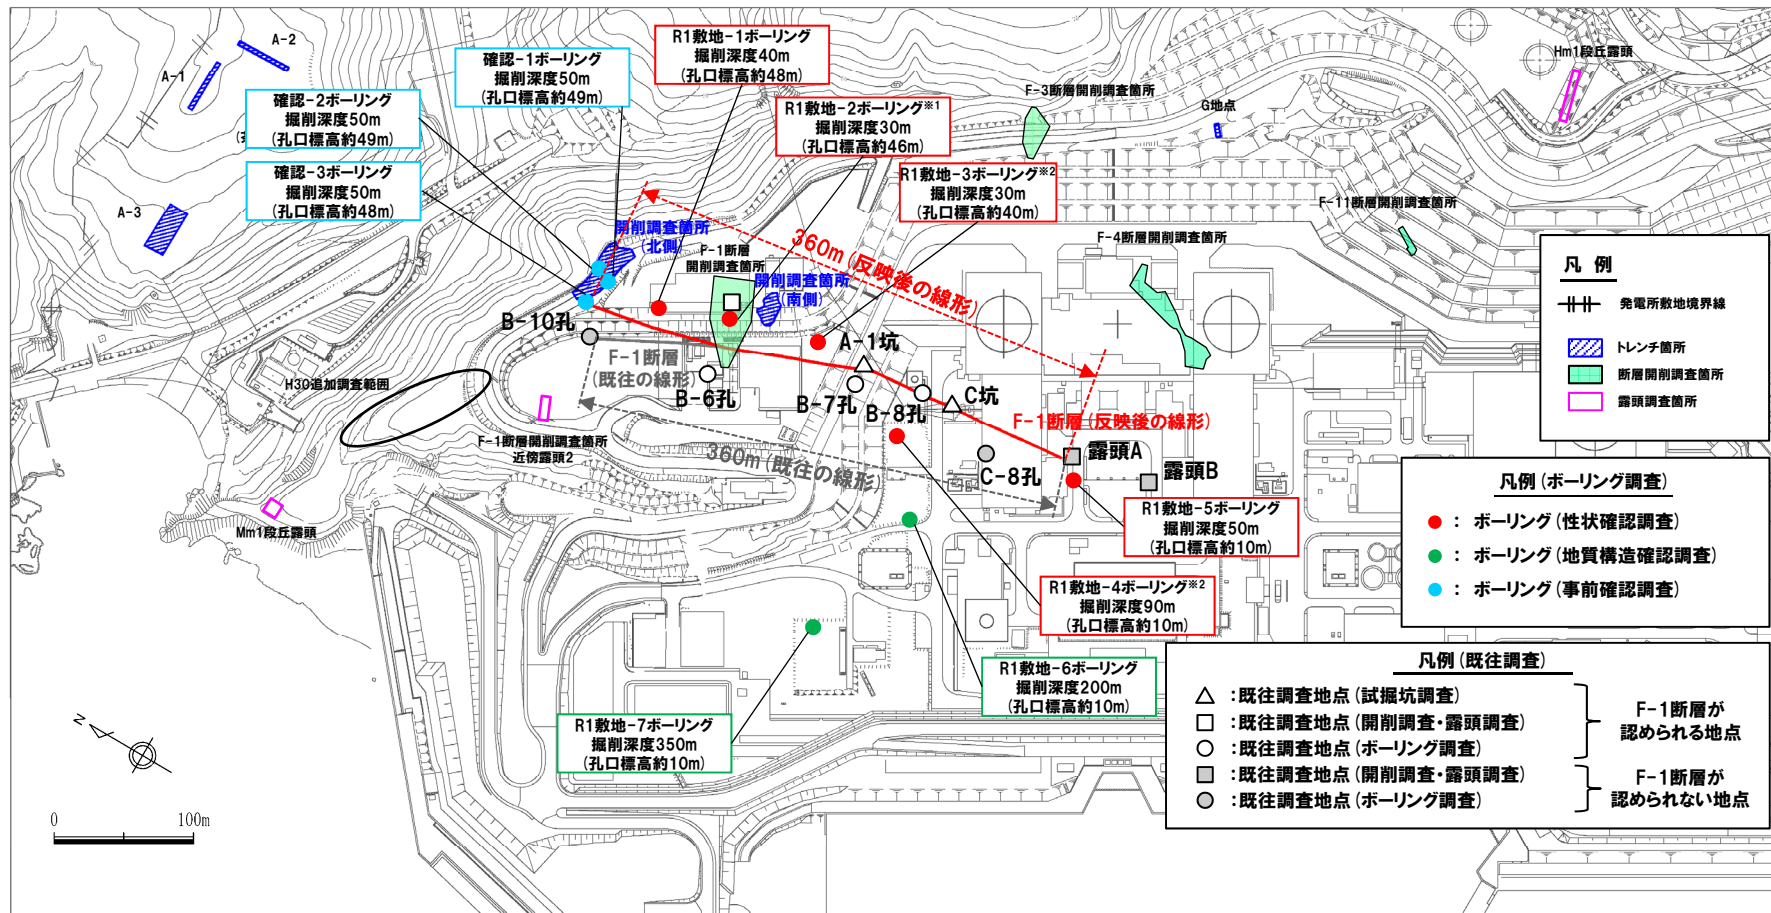 A-2
A-1
A-3
確認-1ボーリング
掘削深度50m
(孔口標高約49m)
確認-2ボーリング
掘削深度50m
(孔口標高約49m)
確認-3ボーリング
掘削深度50m
(孔口標高約48m)
R1敷地-1ボーリング
掘削深度40m
(孔口標高約48m)
R1敷地-2ボーリング※1
掘削深度30m
(孔口標高約46m)
R1敷地-3ボーリング※2
掘削深度30m
(孔口標高約40m)
F-3断層開削調査箇所
G地点
Hm1段丘露頭
F-11断層開削調査箇所
F-4断層開削調査箇所
開削調査箇所
(北側)
F-1断層
開削調査箇所
開削調査箇所
(南側)
360m(反映後の線形)
B-10孔
F-1断層
(既往の線形)
B-6孔
A-1坑
B-7孔
B-8孔
C坑
F-1断層(反映後の線形)
露頭A
露頭B
C-8孔
360m(既往の線形)
H30追加調査範囲
F-1断層開削調査箇所
近傍露頭2
Mm1段丘露頭
R1敷地-5ボーリング
掘削深度50m
(孔口標高約10m)
R1敷地-4ボーリング※2
掘削深度90m
(孔口標高約10m)
R1敷地-6ボーリング
掘削深度200m
(孔口標高約10m)
R1敷地-7ボーリング
掘削深度350m
(孔口標高約10m)
N
0 100m
凡 例
発電所敷地境界線
トレンチ箇所
断層開削調査箇所
露頭調査箇所
凡例(ボーリング調査)
: ボーリング(性状確認調査)
: ボーリング(地質構造確認調査)
: ボーリング(事前確認調査)
凡例(既往調査)
:既往調査地点(試掘坑調査)
:既往調査地点(開削調査・露頭調査)
:既往調査地点(ボーリング調査)
F-1断層が
認められる地点
:既往調査地点(開削調査・露頭調査)
:既往調査地点(ボーリング調査)
F-1断層が
認められない地点